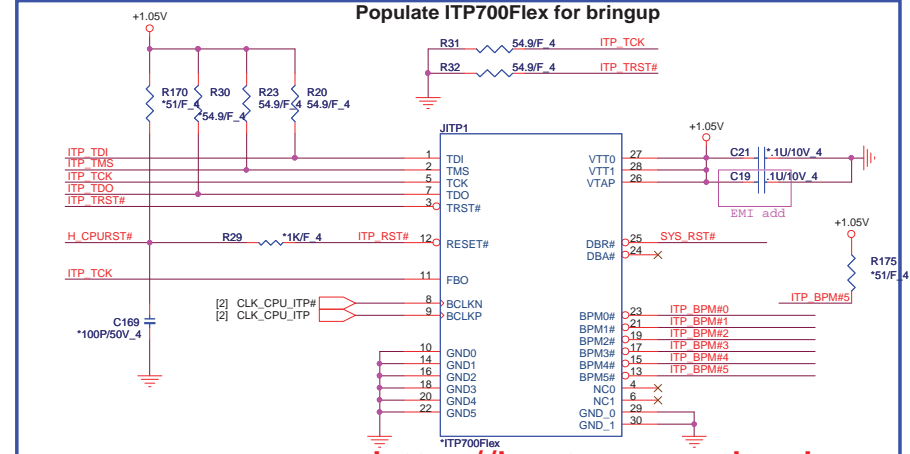 Populate ITP700Flex for bringup
+1.05V
R31 54.9/F_4 ITP_TCK
R32 54.9/F_4 ITP_TRST#
R170 R30 R23 R20
*51/F_4 *54.9/F_4 54.9/F_4 54.9/F_4
JITP1
+1.05V
ITP_TDI 1 TDI
ITP_TMS 2 TMS
ITP_TCK 5 TCK
ITP_TDO 7 TDO
ITP_TRST# 3 TRST#
VTT0 27
VTT1 28
VTAP 26
C21 *.1U/10V_4
C19 .1U/10V_4
EMI add
+1.05V
R175
*51/F_4
ITP_BPM#5
H_CPURST# R29 *1K/F_4 ITP_RST# 12 RESET#
DBR# 25 SYS_RST#
DBA# 24
ITP_TCK 11 FBO
[2] CLK_CPU_ITP# 8 BCLKN
[2] CLK_CPU_ITP 9 BCLKP
C169
*100P/50V_4
BPM0# 23 ITP_BPM#0
BPM1# 21 ITP_BPM#1
BPM2# 19 ITP_BPM#2
BPM3# 17 ITP_BPM#3
BPM4# 15 ITP_BPM#4
BPM5# 13 ITP_BPM#5
10 GND0
14 GND1
16 GND2
18 GND3
20 GND4
22 GND5
NC0 4
NC1 6
GND_0 29
GND_1 30
*ITP700Flex